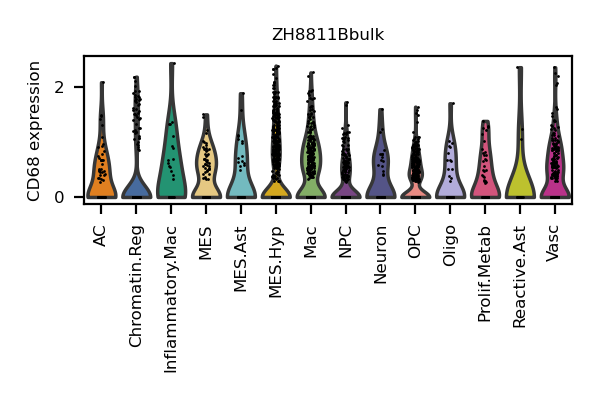 ZH8811Bbulk
CD68 expression
2
0
AC
Chromatin.Reg
Inflammatory.Mac
MES
MES.Ast
MES.Hyp
Mac
NPC
Neuron
OPC
Oligo
Prolif.Metab
Reactive.Ast
Vasc